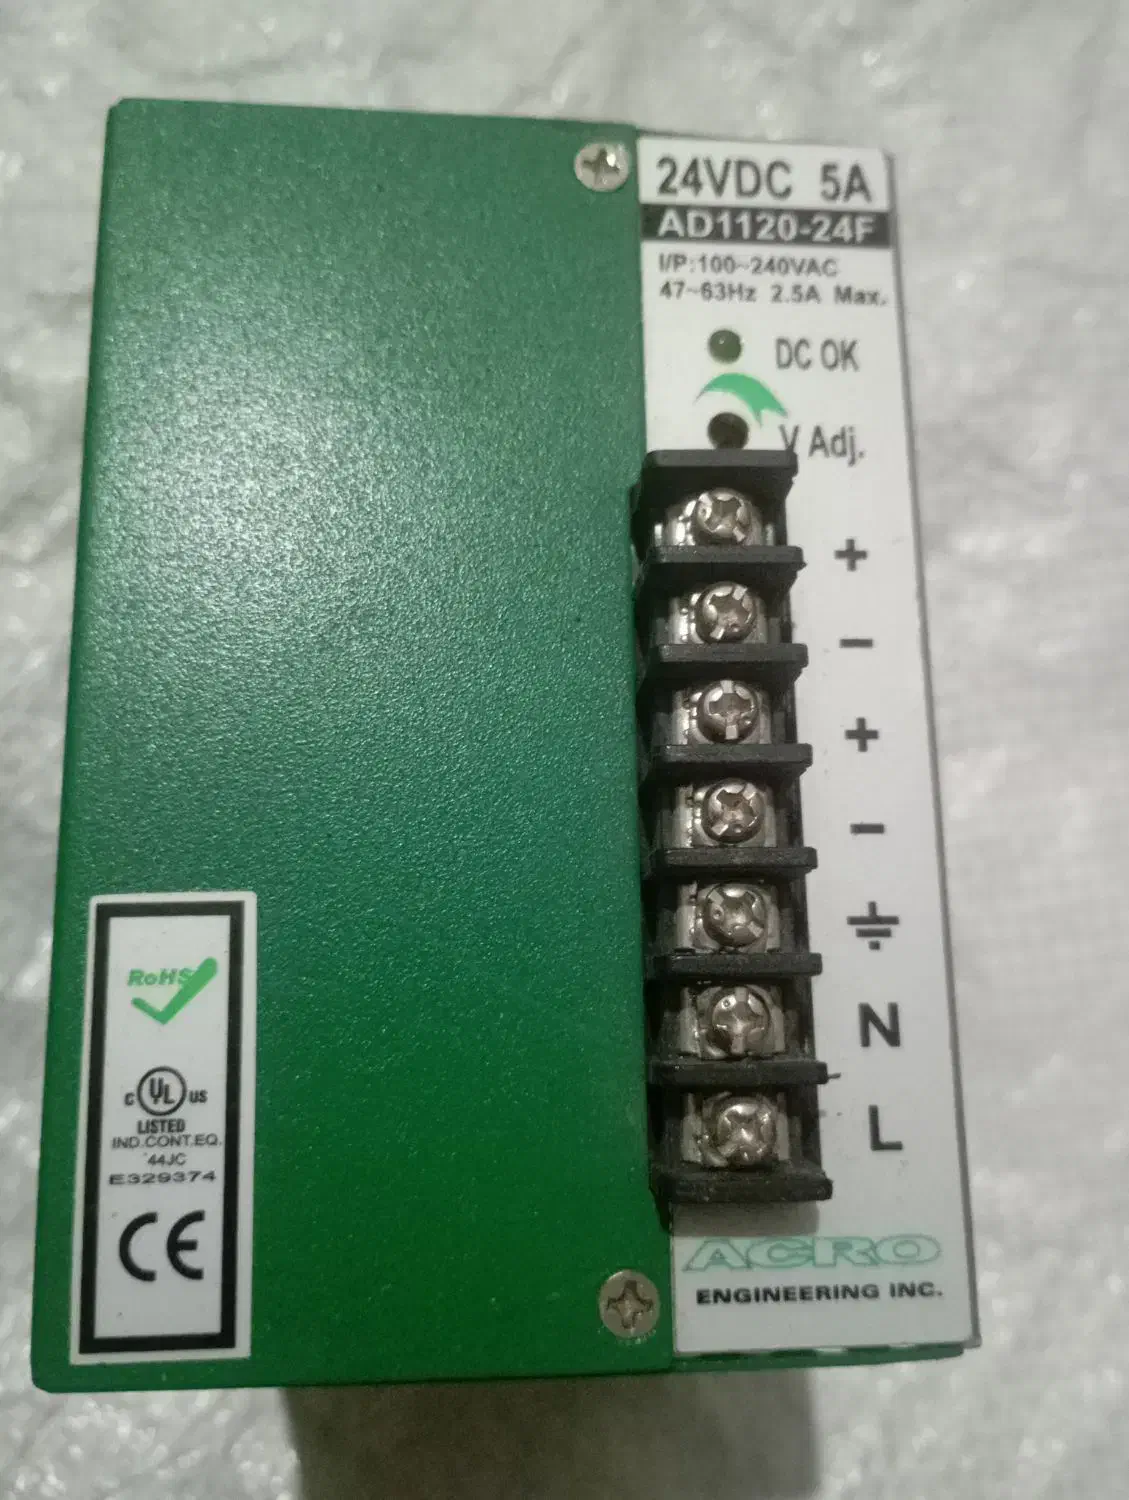 24VDC 5A
AD1120-24F
I/P:100~240VAC
47~63Hz 2.5A Max.
DC OK
V Adj.
+
−
+
−
N
L
ACRO
ENGINEERING INC.
RoHS
C UL US
LISTED
IND.CONT.EQ.
44JC
E329374
CE